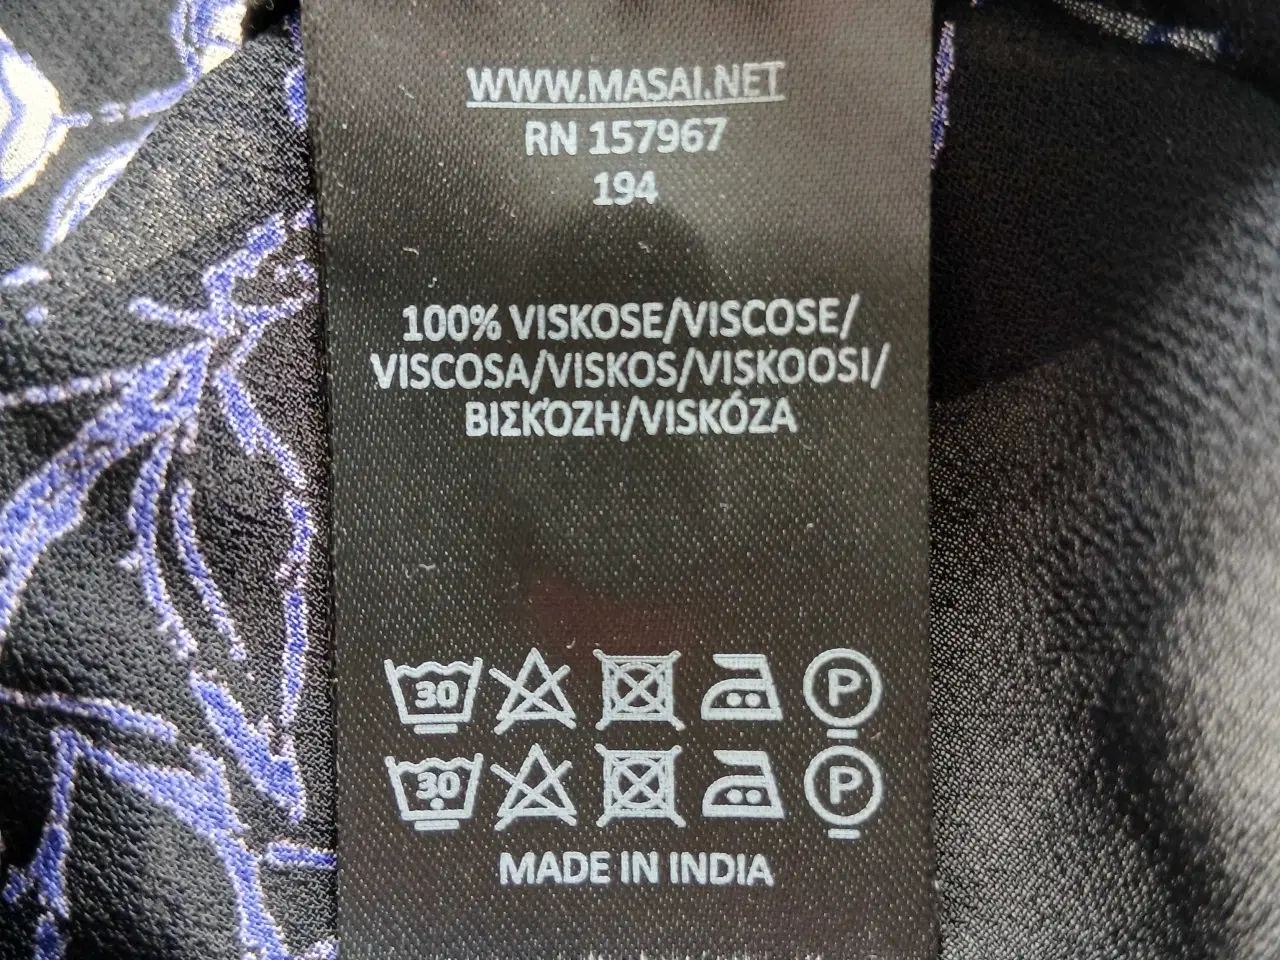 WWW.MASAI.NET
RN 157967
194
100% VISKOSE/VISCOSE/
VISCOSA/VISKOS/VISKOOSI/
ΒΙΣΚΌΖΗ/VISKÓZA
30 P
30 P
MADE IN INDIA